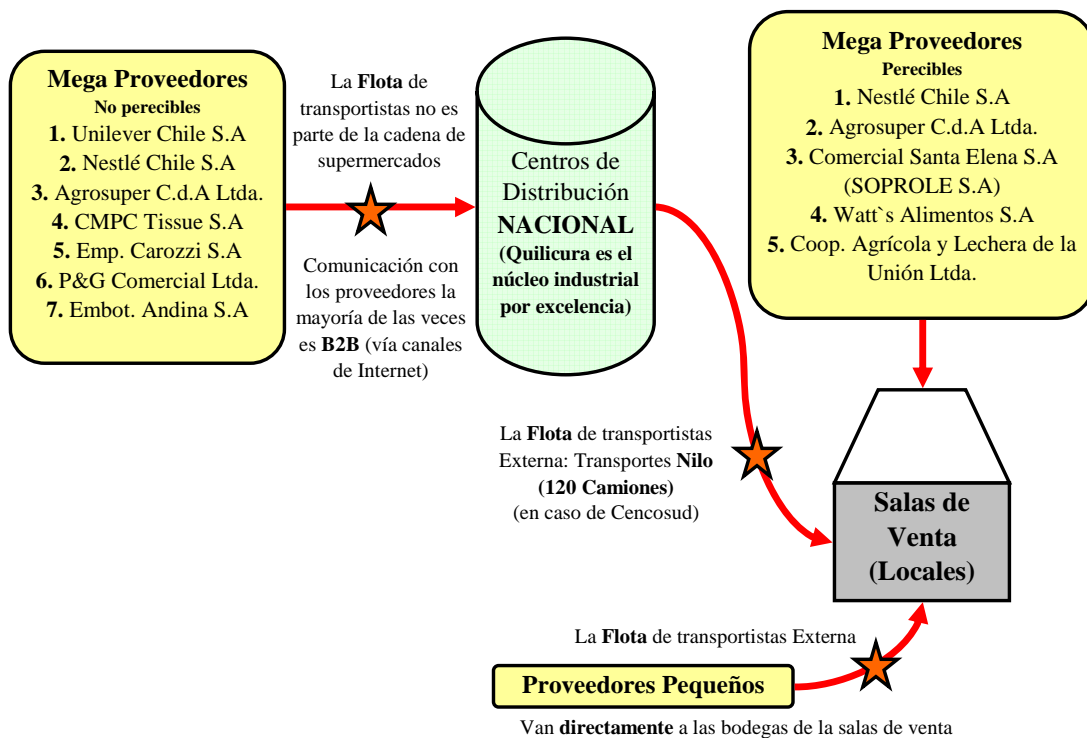 Mega Proveedores
No perecibles
1. Unilever Chile S.A
2. Nestlé Chile S.A
3. Agrosuper C.d.A Ltda.
4. CMPC Tissue S.A
5. Emp. Carozzi S.A
6. P&G Comercial Ltda.
7. Embot. Andina S.A
La Flota de
transportistas no es
parte de la cadena de
supermercados
Comunicación con
los proveedores la
mayoría de las veces
es B2B (vía canales
de Internet)
Centros de
Distribución
NACIONAL
(Quilicura es el
núcleo industrial
por excelencia)
Mega Proveedores
Perecibles
1. Nestlé Chile S.A
2. Agrosuper C.d.A Ltda.
3. Comercial Santa Elena S.A
(SOPROLE S.A)
4. Watt`s Alimentos S.A
5. Coop. Agrícola y Lechera de la
Unión Ltda.
La Flota de transportistas
Externa: Transportes Nilo
(120 Camiones)
(en caso de Cencosud)
Salas de
Venta
(Locales)
La Flota de transportistas Externa
Proveedores Pequeños
Van directamente a las bodegas de la salas de venta